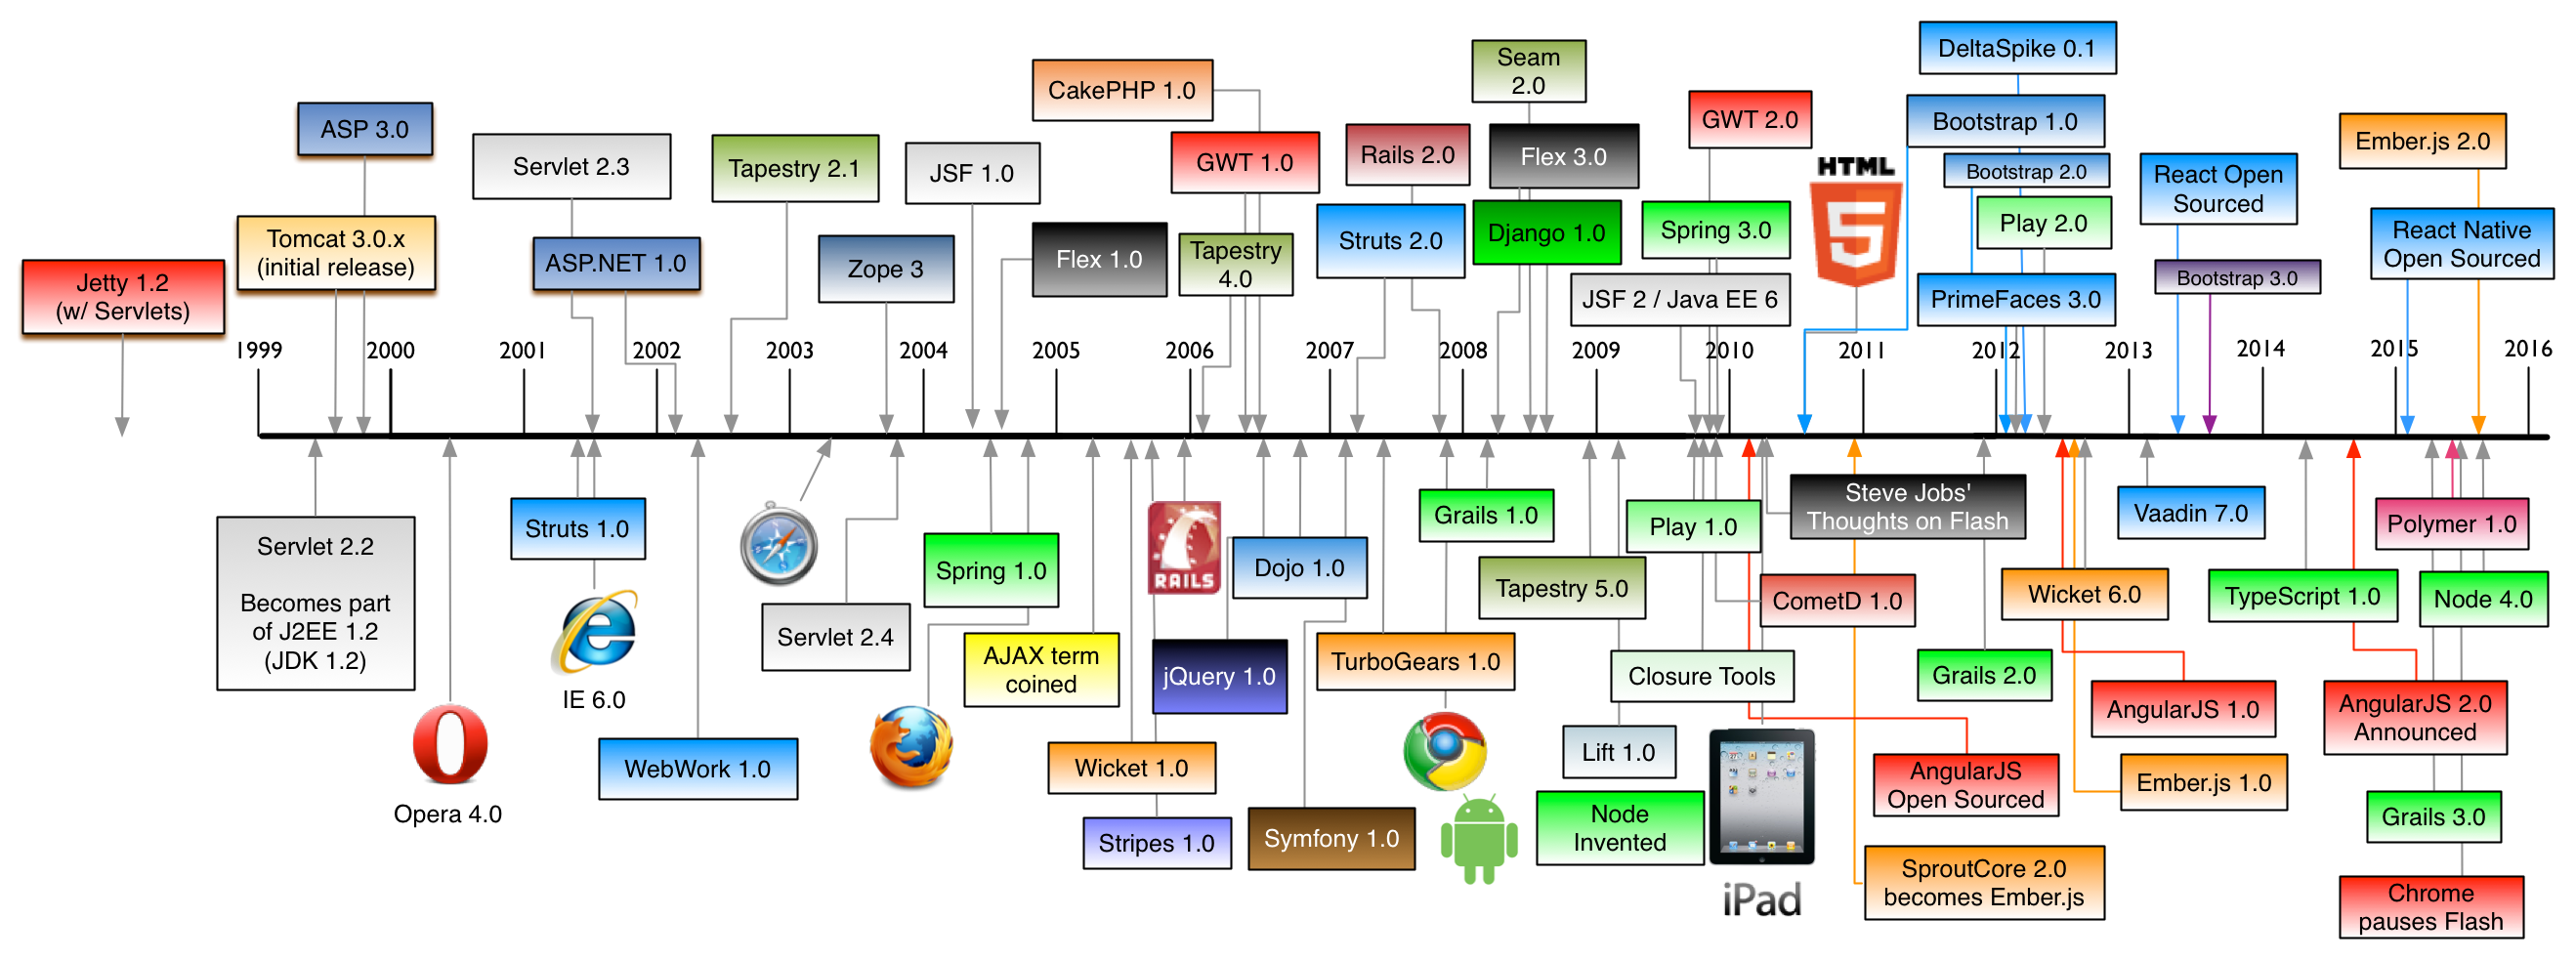 DeltaSpike 0.1
Seam
2.0
CakePHP 1.0
GWT 2.0
Bootstrap 1.0
ASP 3.0
Ember.js 2.0
Servlet 2.3
Tapestry 2.1
JSF 1.0
GWT 1.0
Rails 2.0
Flex 3.0
HTML
5
Bootstrap 2.0
React Open
Sourced
Tomcat 3.0.x
(initial release)
ASP.NET 1.0
Zope 3
Flex 1.0
Tapestry
4.0
Struts 2.0
Django 1.0
Spring 3.0
Play 2.0
React Native
Open Sourced
Jetty 1.2
(w/ Servlets)
JSF 2 / Java EE 6
PrimeFaces 3.0
Bootstrap 3.0
1999
2000
2001
2002
2003
2004
2005
2006
2007
2008
2009
2010
2011
2012
2013
2014
2015
2016
Servlet 2.2
Becomes part
of J2EE 1.2
(JDK 1.2)
Struts 1.0
IE 6.0
Opera 4.0
WebWork 1.0
Servlet 2.4
Spring 1.0
AJAX term
coined
RAILS
Dojo 1.0
jQuery 1.0
Wicket 1.0
Stripes 1.0
Symfony 1.0
Grails 1.0
TurboGears 1.0
Tapestry 5.0
Play 1.0
Steve Jobs'
Thoughts on Flash
CometD 1.0
Closure Tools
Lift 1.0
Node
Invented
iPad
Vaadin 7.0
Wicket 6.0
Grails 2.0
AngularJS 1.0
AngularJS
Open Sourced
Ember.js 1.0
SproutCore 2.0
becomes Ember.js
Polymer 1.0
TypeScript 1.0
Node 4.0
AngularJS 2.0
Announced
Grails 3.0
Chrome
pauses Flash